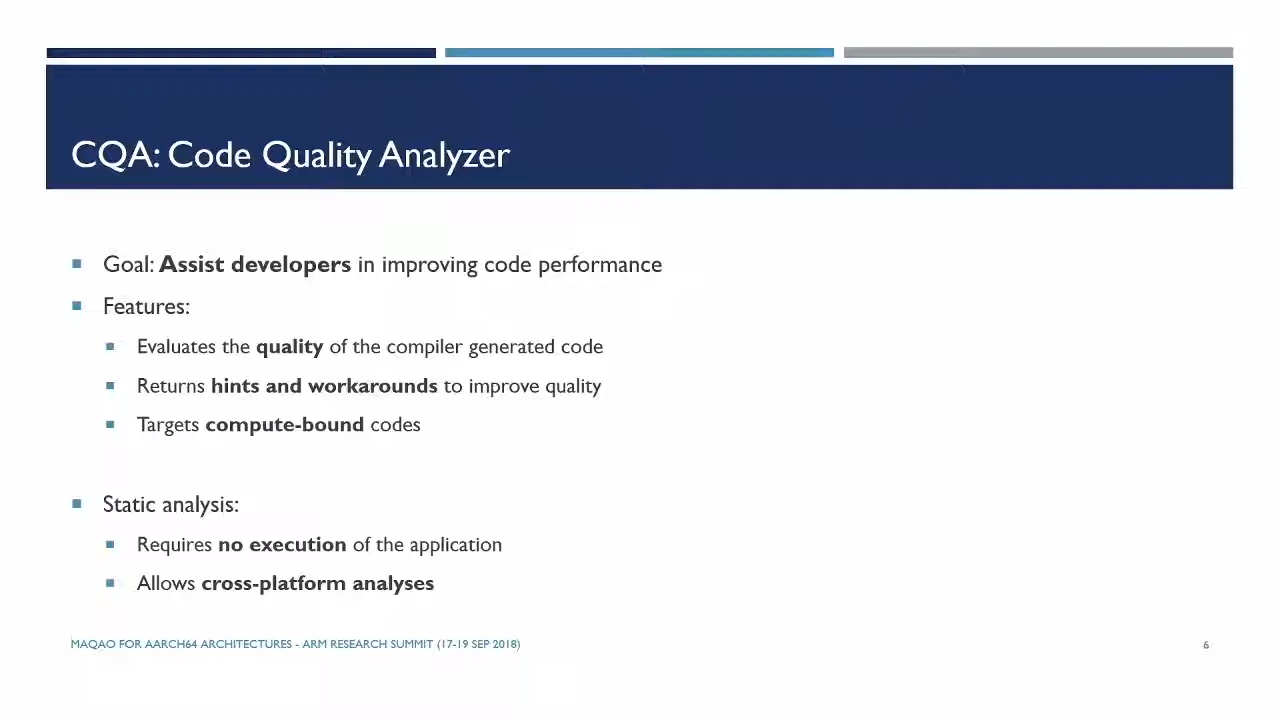 CQA: Code Quality Analyzer
Goal: Assist developers in improving code performance
Features:
Evaluates the quality of the compiler generated code
Returns hints and workarounds to improve quality
Targets compute-bound codes
Static analysis:
Requires no execution of the application
Allows cross-platform analyses
MAQAO FOR AARCH64 ARCHITECTURES - ARM RESEARCH SUMMIT (17-19 SEP 2018)
6